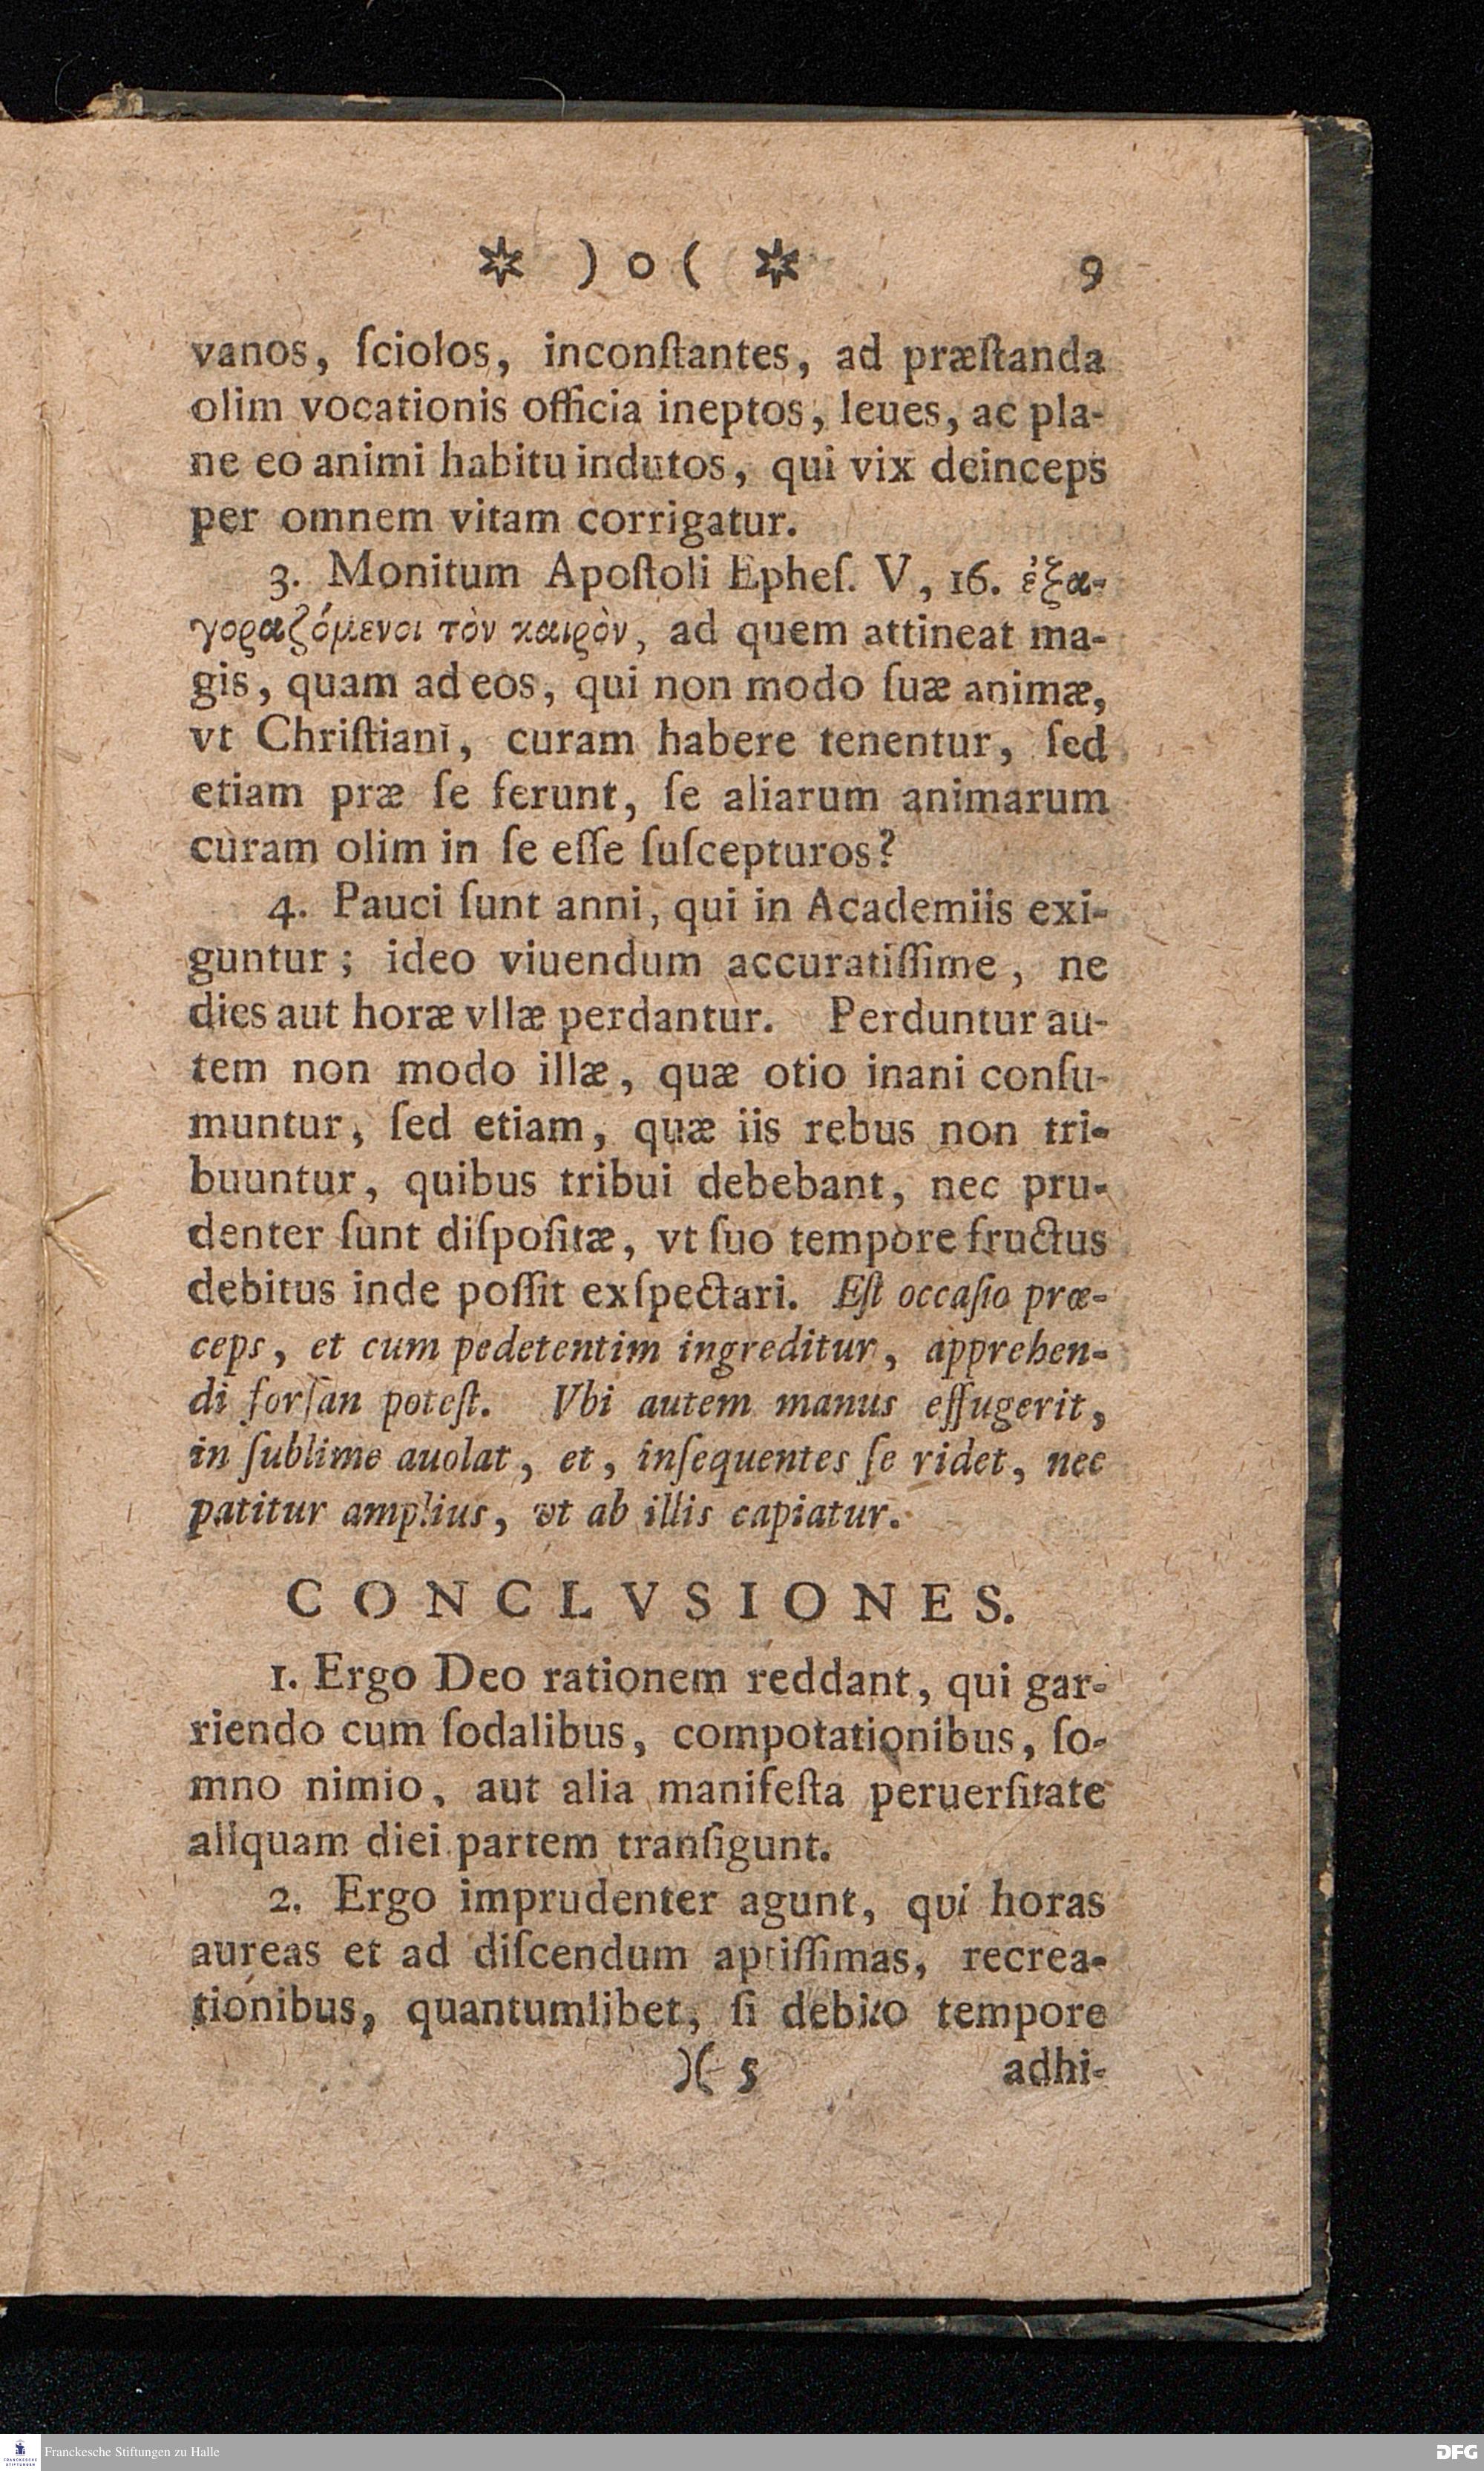 * ) o ( * 9
vanos, ſciolos, inconſtantes, ad præſtanda
olim vocationis officia ineptos, leues, ac pla-
ne eo animi habitu indutos, qui vix deinceps
per omnem vitam corrigatur.
3. Monitum Apoſtoli Epheſ. V, 16. ἐξα-
γοραζόμενοι τὸν καιρὸν, ad quem attineat ma-
gis, quam ad eos, qui non modo ſuæ animæ,
vt Chriſtiani, curam habere tenentur, ſed
etiam præ ſe ferunt, ſe aliarum animarum
curam olim in ſe eſſe ſuſcepturos?
4. Pauci ſunt anni, qui in Academiis exi-
guntur; ideo viuendum accuratiſſime, ne
dies aut horæ vllæ perdantur. Perduntur au-
tem non modo illæ, quæ otio inani conſu-
muntur, ſed etiam, quæ iis rebus non tri-
buuntur, quibus tribui debebant, nec pru-
denter ſunt diſpoſitæ, vt ſuo tempore fructus
debitus inde poſſit exſpectari. Eſt occaſio præ-
ceps, et cum pedetentim ingreditur, apprehen-
di forſan poteſt. Vbi autem manus effugerit,
in ſublime auolat, et, inſequentes ſe ridet, nec
patitur amplius, vt ab illis capiatur.
CONCLVSIONES.
1. Ergo Deo rationem reddant, qui gar-
riendo cum ſodalibus, compotationibus, ſo-
mno nimio, aut alia manifeſta peruerſitate
aliquam diei partem tranſigunt.
2. Ergo imprudenter agunt, qvi horas
aureas et ad diſcendum aptiſſimas, recrea-
tionibus, quantumlibet, ſi debito tempore
)( 5 adhi-
Franckesche Stiftungen zu Halle
DFG